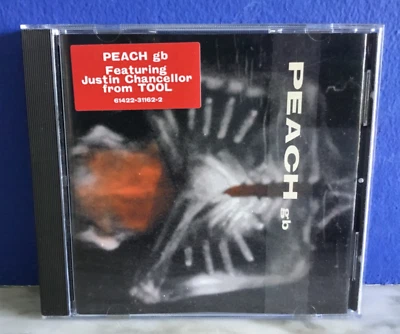 PEACH gb
Featuring
Justin Chancellor
from TOOL
61422-31162-2
PEACH gb